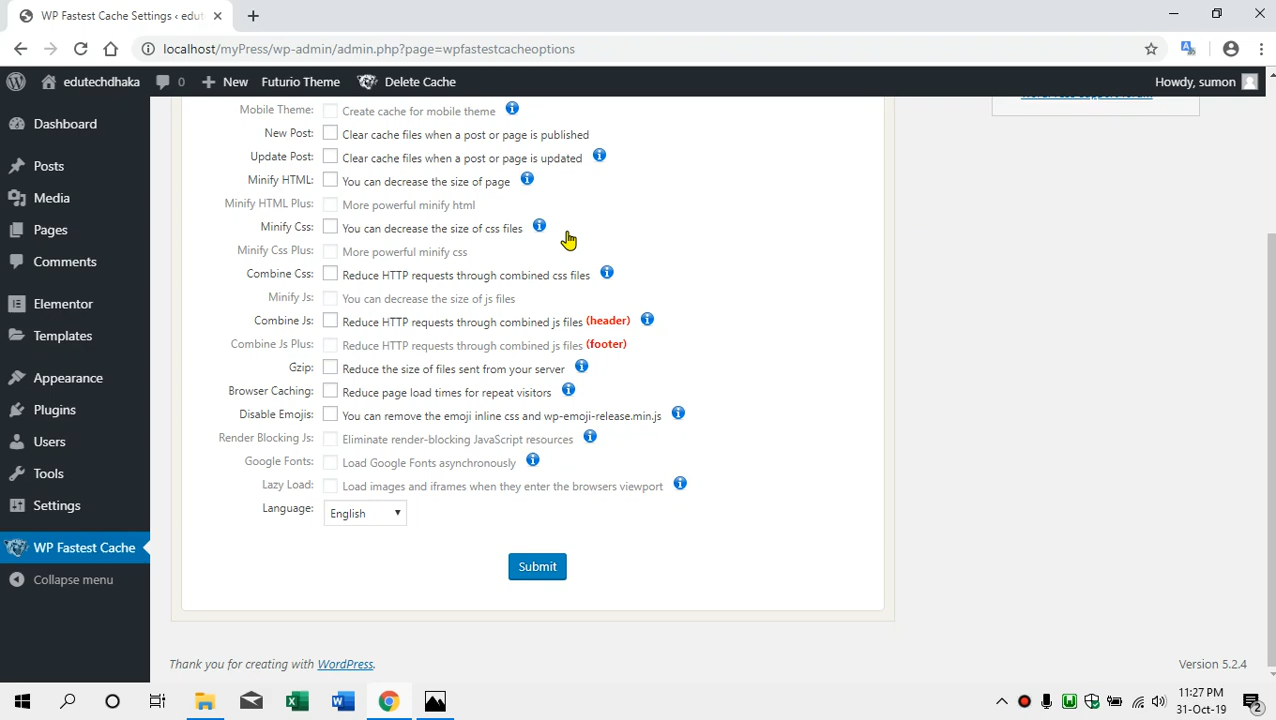 WP Fastest Cache Settings ‹ edut
localhost/myPress/wp-admin/admin.php?page=wpfastestcacheoptions
edutechdhaka 0 New Futurio Theme Delete Cache Howdy, sumon
Dashboard
Posts
Media
Pages
Comments
Elementor
Templates
Appearance
Plugins
Users
Tools
Settings
WP Fastest Cache
Collapse menu
WordPress support forum
Mobile Theme: Create cache for mobile theme
New Post: Clear cache files when a post or page is published
Update Post: Clear cache files when a post or page is updated
Minify HTML: You can decrease the size of page
Minify HTML Plus: More powerful minify html
Minify Css: You can decrease the size of css files
Minify Css Plus: More powerful minify css
Combine Css: Reduce HTTP requests through combined css files
Minify Js: You can decrease the size of js files
Combine Js: Reduce HTTP requests through combined js files (header)
Combine Js Plus: Reduce HTTP requests through combined js files (footer)
Gzip: Reduce the size of files sent from your server
Browser Caching: Reduce page load times for repeat visitors
Disable Emojis: You can remove the emoji inline css and wp-emoji-release.min.js
Render Blocking Js: Eliminate render-blocking JavaScript resources
Google Fonts: Load Google Fonts asynchronously
Lazy Load: Load images and iframes when they enter the browsers viewport
Language: English
Submit
Thank you for creating with WordPress. Version 5.2.4
11:27 PM
31-Oct-19
2